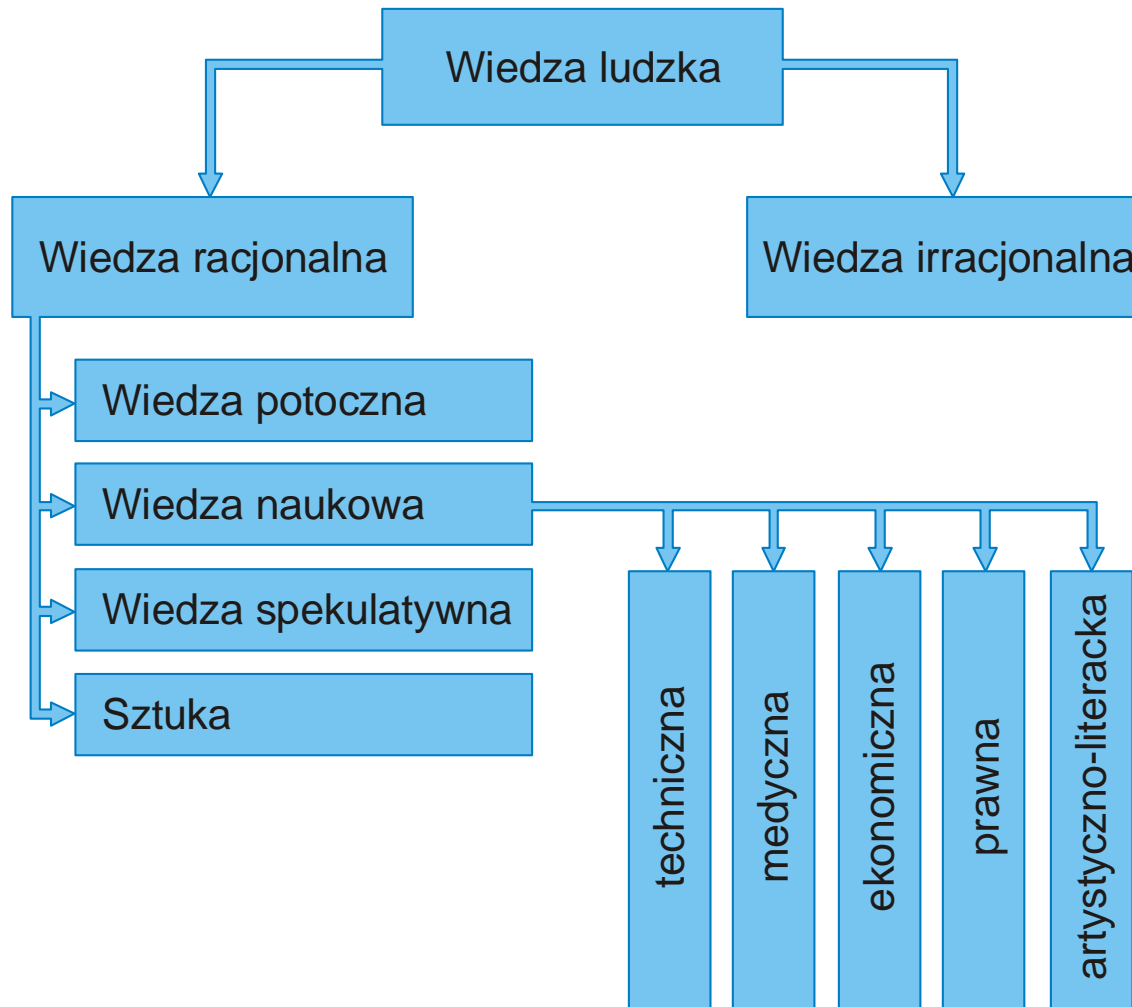 Wiedza ludzka
Wiedza racjonalna
Wiedza irracjonalna
Wiedza potoczna
Wiedza naukowa
Wiedza spekulatywna
Sztuka
techniczna
medyczna
ekonomiczna
prawna
artystyczno-literacka